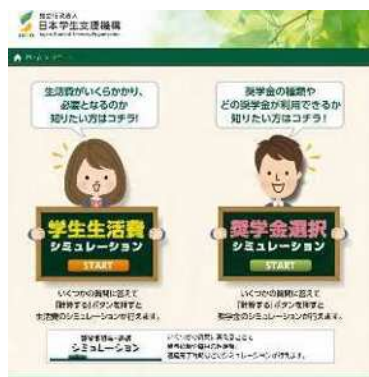 独立行政法人
日本学生支援機構
生活費がいくらかかり、
必要となるのか
知りたい方はコチラ!
奨学金の種類や
どの奨学金が利用できるか
知りたい方はコチラ!
学生生活費
シミュレーション
START
奨学金選択
シミュレーション
START
いくつかの質問に答えて
「計算する」ボタンを押すと
生活費のシミュレーションが行えます。
いくつかの質問に答えて
「計算する」ボタンを押すと
奨学金のシミュレーションが行えます。
シミュレーション